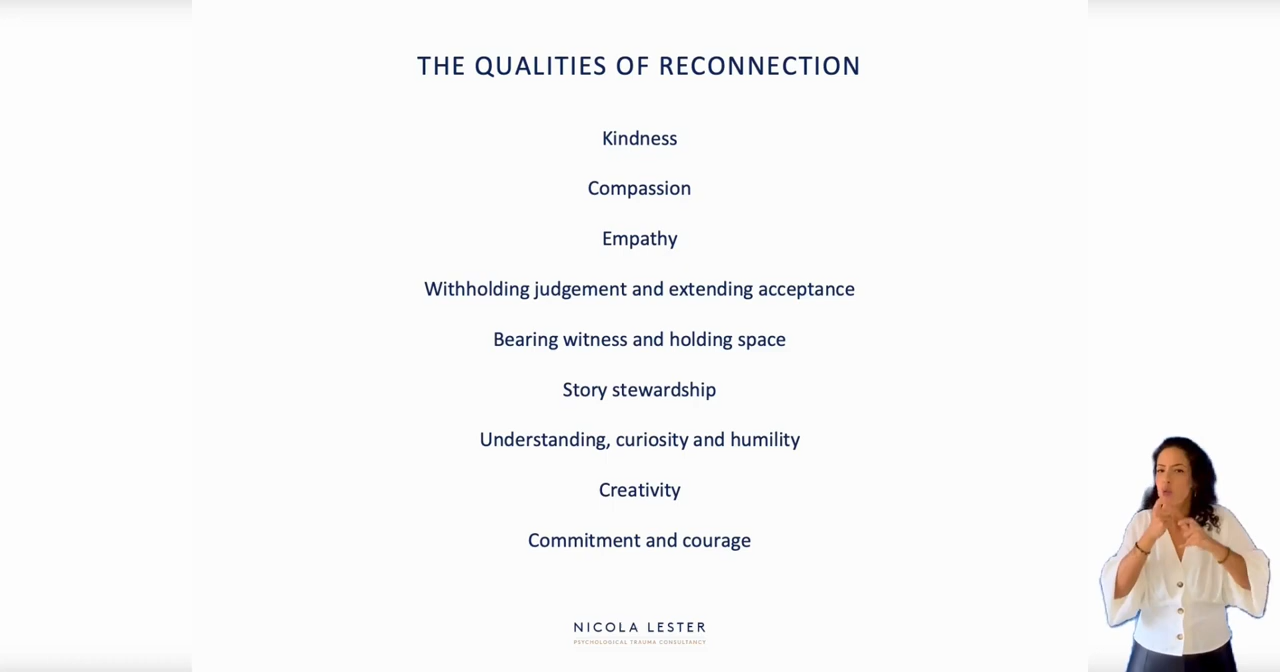 THE QUALITIES OF RECONNECTION
Kindness
Compassion
Empathy
Withholding judgement and extending acceptance
Bearing witness and holding space
Story stewardship
Understanding, curiosity and humility
Creativity
Commitment and courage
NICOLA LESTER
PSYCHOLOGICAL TRAUMA CONSULTANCY